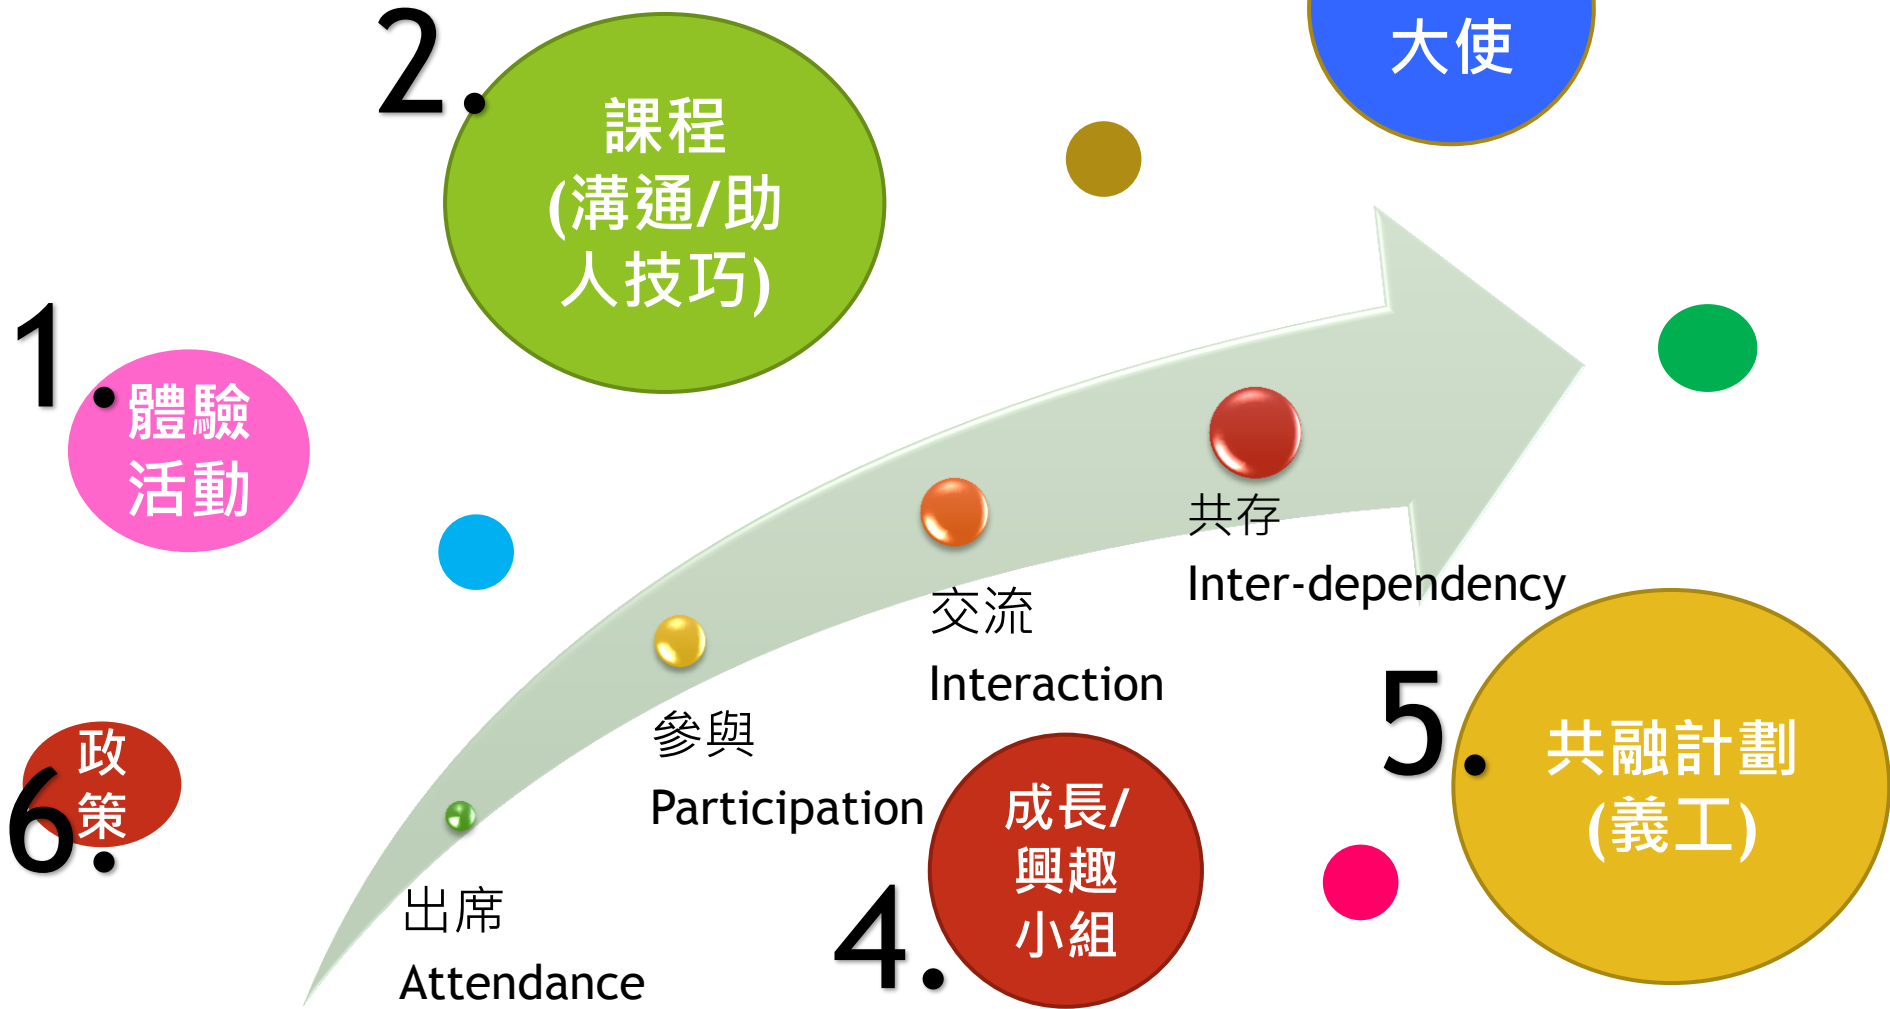 2.
課程
(溝通/助
人技巧)
大使
1.
體驗
活動
共存
Inter-dependency
交流
Interaction
參與
Participation
出席
Attendance
6.
政
策
4.
成長/
興趣
小組
5.
共融計劃
(義工)